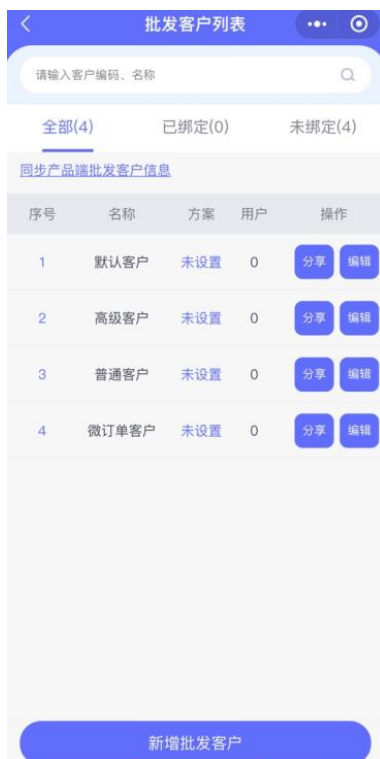 批发客户列表
请输入客户编码、名称
全部(4) 已绑定(0) 未绑定(4)
同步产品端批发客户信息
序号 名称 方案 用户 操作
1 默认客户 未设置 0 分享 编辑
2 高级客户 未设置 0 分享 编辑
3 普通客户 未设置 0 分享 编辑
4 微订单客户 未设置 0 分享 编辑
新增批发客户